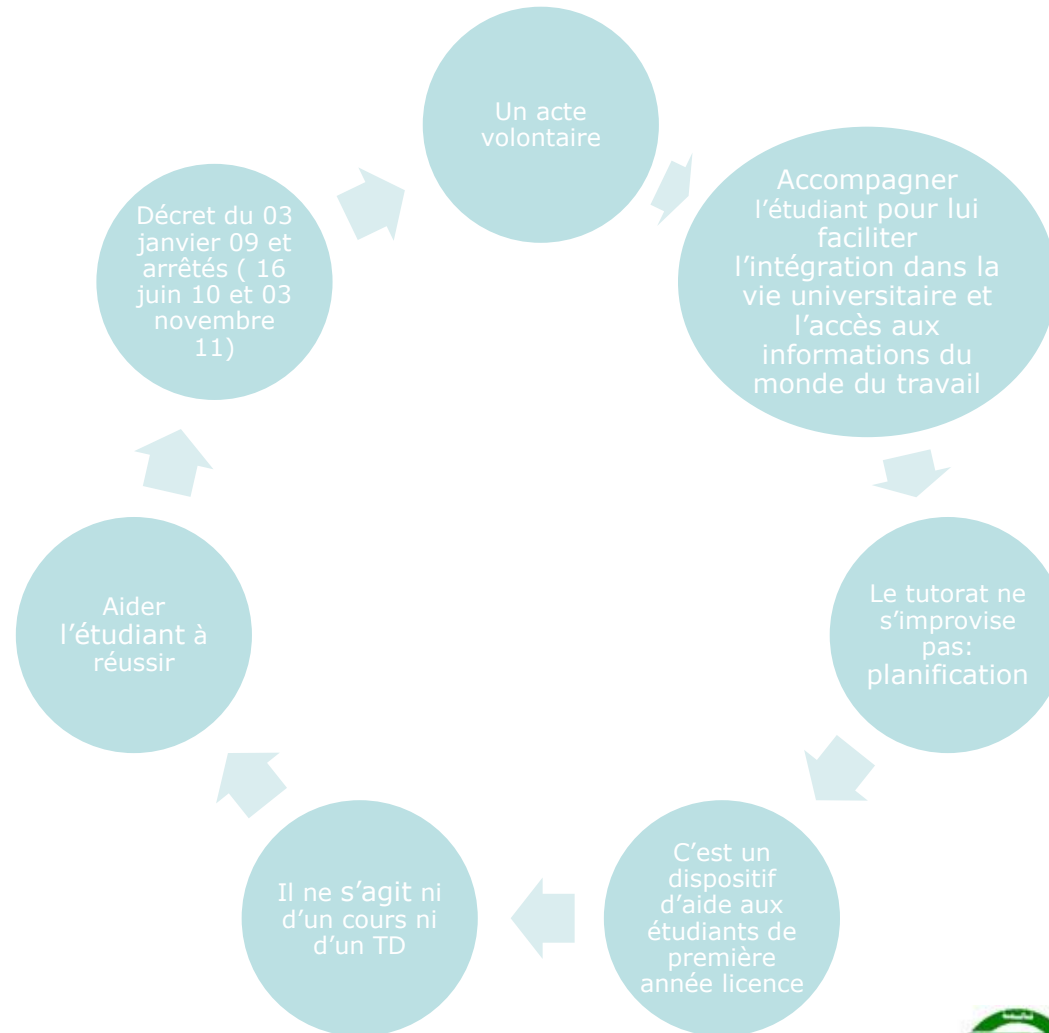 Un acte
volontaire
Accompagner
l’étudiant pour lui
faciliter
l’intégration dans la
vie universitaire et
l’accès aux
informations du
monde du travail
Le tutorat ne
s’improvise
pas:
planification
C’est un
dispositif
d’aide aux
étudiants de
première
année licence
Il ne s’agit ni
d’un cours ni
d’un TD
Aider
l’étudiant à
réussir
Décret du 03
janvier 09 et
arrêtés ( 16
juin 10 et 03
novembre
11)